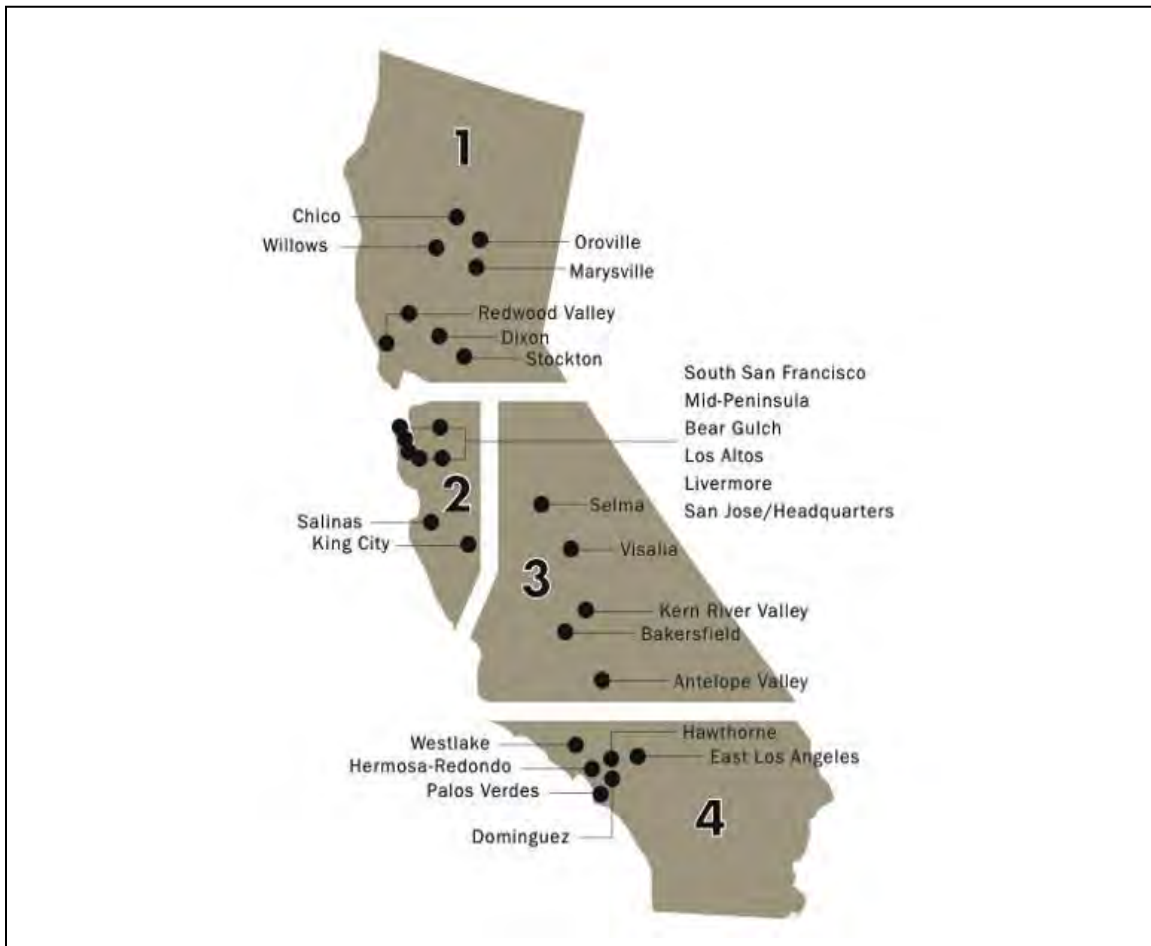 1
Chico
Willows
Oroville
Marysville
Redwood Valley
Dixon
Stockton
South San Francisco
Mid-Peninsula
Bear Gulch
Los Altos
Livermore
San Jose/Headquarters
2
Salinas
King City
Selma
Visalia
3
Kern River Valley
Bakersfield
Antelope Valley
Hawthorne
Westlake
East Los Angeles
Hermosa-Redondo
Palos Verdes
4
Dominguez